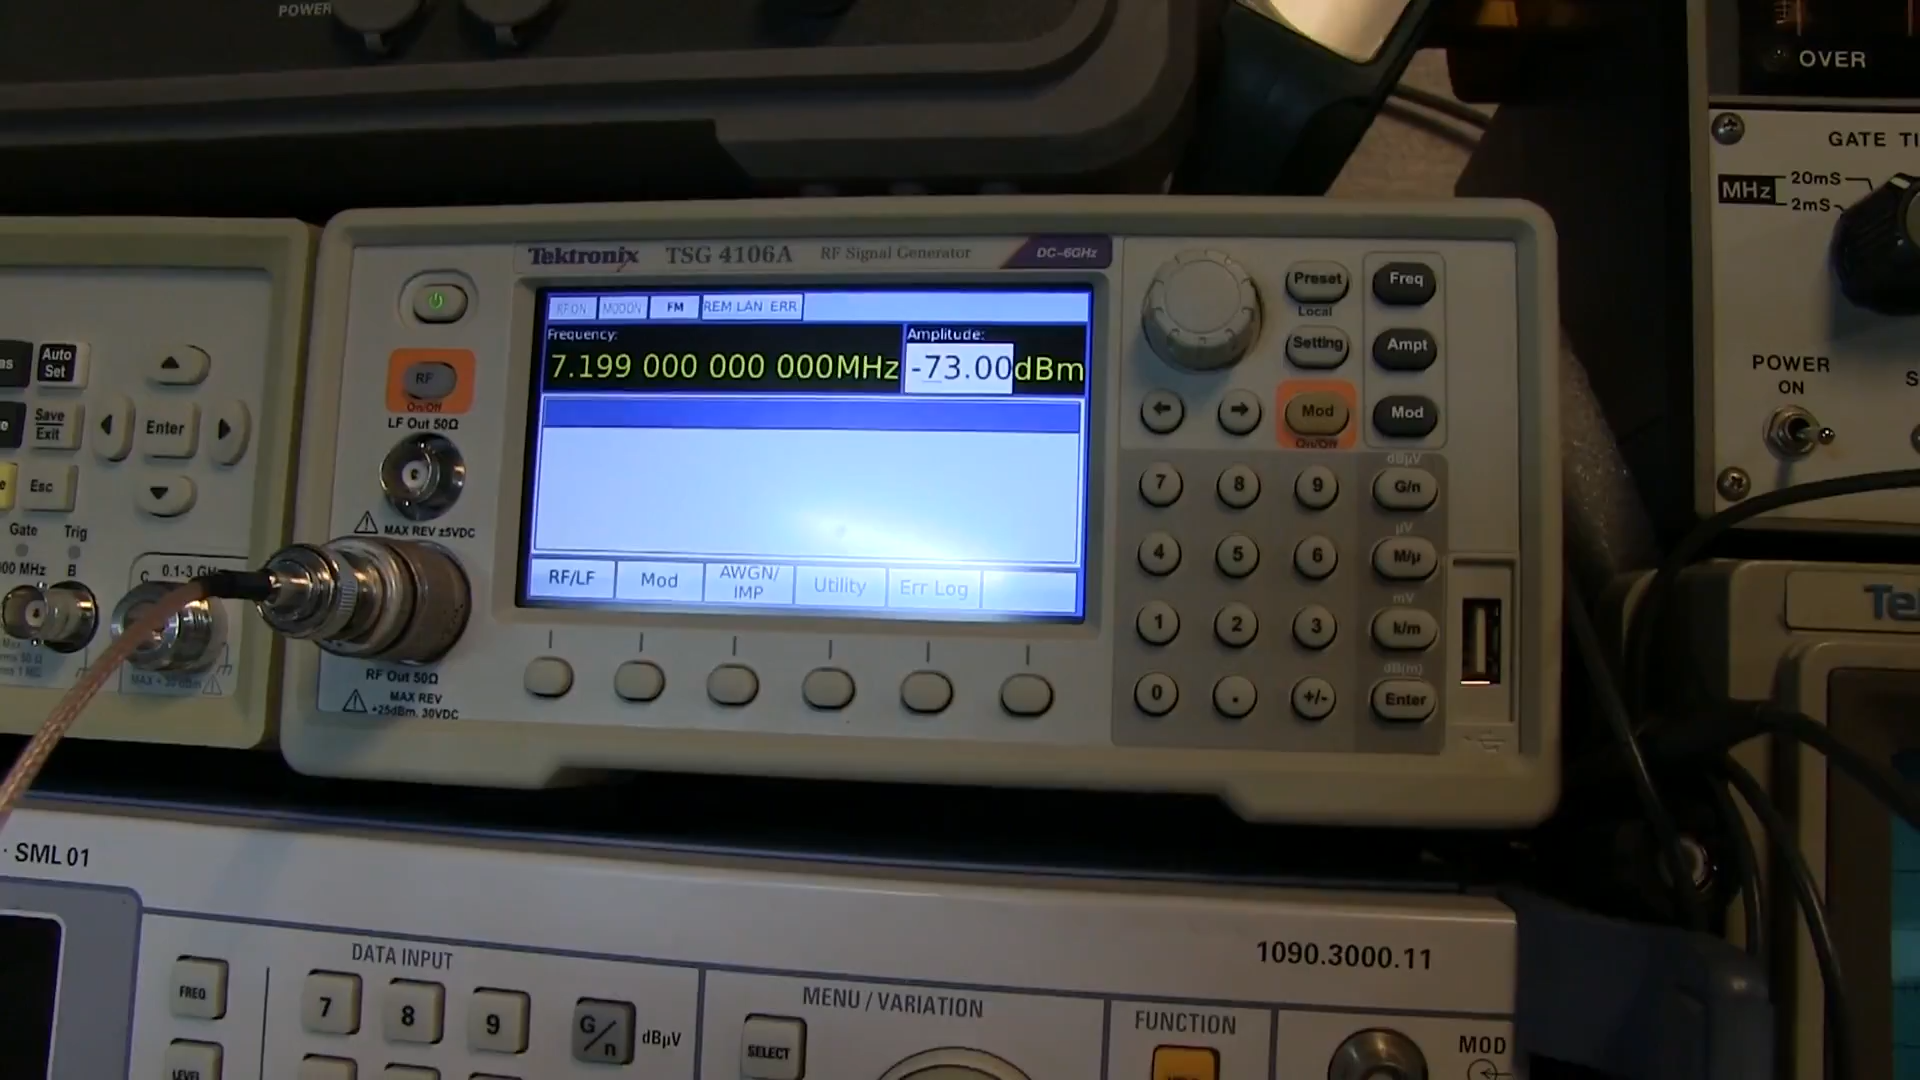 POWER
OVER
GATE TI
MHz
20mS
2mS
POWER
ON
S
Tektronix
TSG 4106A
RF Signal Generator
DC-6GHz
RF ON
MOD ON
FM
REM LAN ERR
Frequency:
7.199 000 000 000MHz
Amplitude:
-73.00dBm
RF/LF
Mod
AWGN/
IMP
Utility
Err Log
RF
On/Off
LF Out 50Ω
MAX REV ±5VDC
RF Out 50Ω
MAX REV
+25dBm, 30VDC
Preset
Local
Setting
Mod
On/Off
Freq
Ampt
Mod
7
8
9
dBµV
G/n
4
5
6
µV
M/µ
1
2
3
mV
k/m
0
.
+/-
dB(m)
Enter
Auto
Set
Save
Exit
Enter
Esc
Gate
Trig
00 MHz
B
C
0.1-3 GHz
Te
SML 01
1090.3000.11
DATA INPUT
FREQ
7
8
9
G/n
dBµV
LEVEL
MENU / VARIATION
SELECT
FUNCTION
MOD